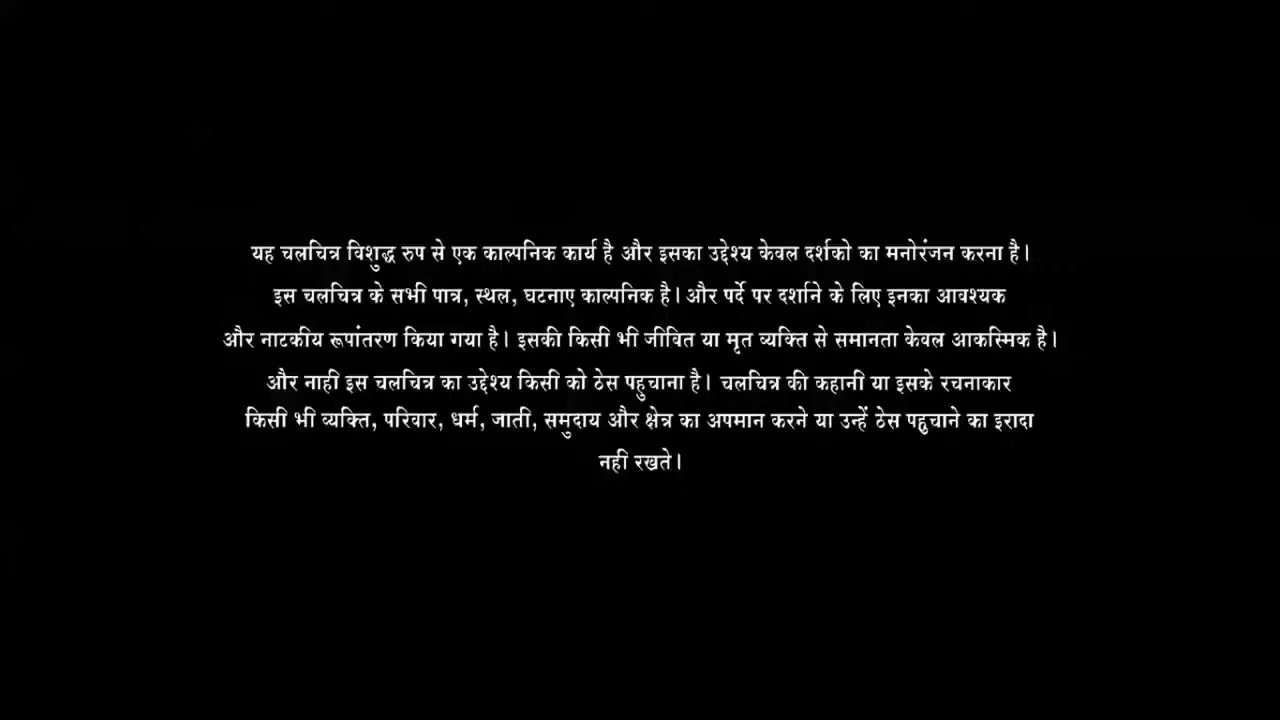 यह चलचित्र विशुद्ध रुप से एक काल्पनिक कार्य है और इसका उद्देश्य केवल दर्शको का मनोरंजन करना है।
इस चलचित्र के सभी पात्र, स्थल, घटनाए काल्पनिक है। और पर्दे पर दर्शाने के लिए इनका आवश्यक
और नाटकीय रूपांतरण किया गया है। इसकी किसी भी जीवित या मृत व्यक्ति से समानता केवल आकस्मिक है।
और नाही इस चलचित्र का उद्देश्य किसी को ठेस पहुचाना है। चलचित्र की कहानी या इसके रचनाकार
किसी भी व्यक्ति, परिवार, धर्म, जाती, समुदाय और क्षेत्र का अपमान करने या उन्हें ठेस पहुचाने का इरादा
नही रखते।